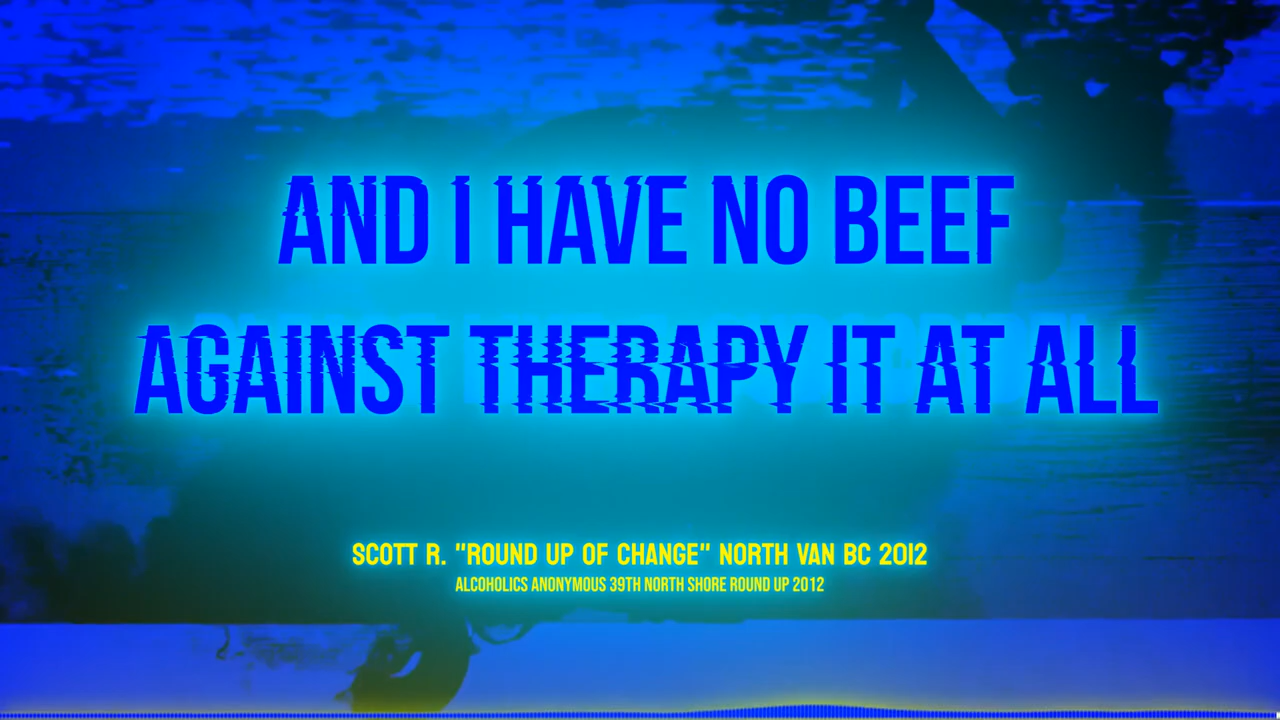 AND I HAVE NO BEEF
AGAINST THERAPY IT AT ALL
SCOTT R. "ROUND UP OF CHANGE" NORTH VAN BC 2012
ALCOHOLICS ANONYMOUS 39TH NORTH SHORE ROUND UP 2012